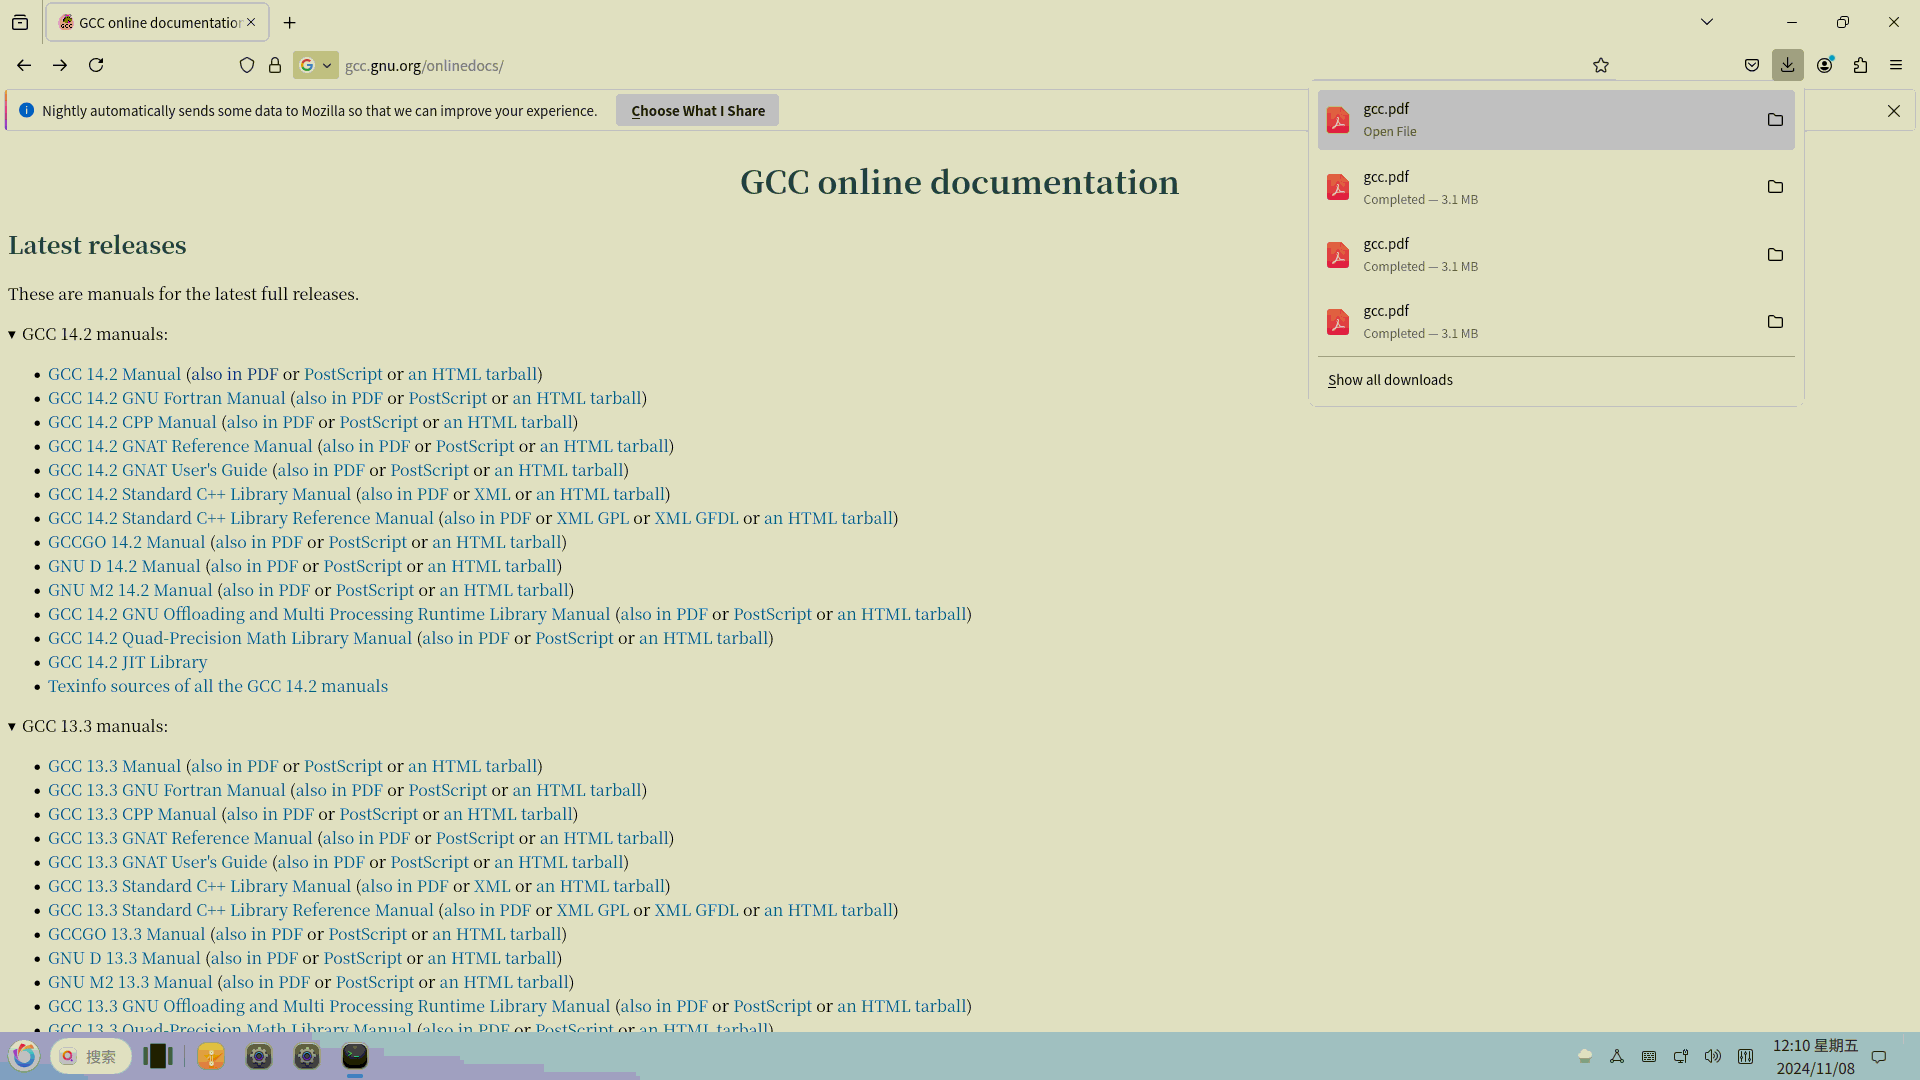 GCC online documentation
gcc.gnu.org/onlinedocs/
Nightly automatically sends some data to Mozilla so that we can improve your experience.
Choose What I Share
gcc.pdf
Open File
gcc.pdf
Completed — 3.1 MB
gcc.pdf
Completed — 3.1 MB
gcc.pdf
Completed — 3.1 MB
Show all downloads
GCC online documentation
Latest releases
These are manuals for the latest full releases.
GCC 14.2 manuals:
GCC 14.2 Manual (also in PDF or PostScript or an HTML tarball)
GCC 14.2 GNU Fortran Manual (also in PDF or PostScript or an HTML tarball)
GCC 14.2 CPP Manual (also in PDF or PostScript or an HTML tarball)
GCC 14.2 GNAT Reference Manual (also in PDF or PostScript or an HTML tarball)
GCC 14.2 GNAT User's Guide (also in PDF or PostScript or an HTML tarball)
GCC 14.2 Standard C++ Library Manual (also in PDF or XML or an HTML tarball)
GCC 14.2 Standard C++ Library Reference Manual (also in PDF or XML GPL or XML GFDL or an HTML tarball)
GCCGO 14.2 Manual (also in PDF or PostScript or an HTML tarball)
GNU D 14.2 Manual (also in PDF or PostScript or an HTML tarball)
GNU M2 14.2 Manual (also in PDF or PostScript or an HTML tarball)
GCC 14.2 GNU Offloading and Multi Processing Runtime Library Manual (also in PDF or PostScript or an HTML tarball)
GCC 14.2 Quad-Precision Math Library Manual (also in PDF or PostScript or an HTML tarball)
GCC 14.2 JIT Library
Texinfo sources of all the GCC 14.2 manuals
GCC 13.3 manuals:
GCC 13.3 Manual (also in PDF or PostScript or an HTML tarball)
GCC 13.3 GNU Fortran Manual (also in PDF or PostScript or an HTML tarball)
GCC 13.3 CPP Manual (also in PDF or PostScript or an HTML tarball)
GCC 13.3 GNAT Reference Manual (also in PDF or PostScript or an HTML tarball)
GCC 13.3 GNAT User's Guide (also in PDF or PostScript or an HTML tarball)
GCC 13.3 Standard C++ Library Manual (also in PDF or XML or an HTML tarball)
GCC 13.3 Standard C++ Library Reference Manual (also in PDF or XML GPL or XML GFDL or an HTML tarball)
GCCGO 13.3 Manual (also in PDF or PostScript or an HTML tarball)
GNU D 13.3 Manual (also in PDF or PostScript or an HTML tarball)
GNU M2 13.3 Manual (also in PDF or PostScript or an HTML tarball)
GCC 13.3 GNU Offloading and Multi Processing Runtime Library Manual (also in PDF or PostScript or an HTML tarball)
GCC 13.3 Quad-Precision Math Library Manual (also in PDF or PostScript or an HTML tarball)
搜索
12:10 星期五
2024/11/08